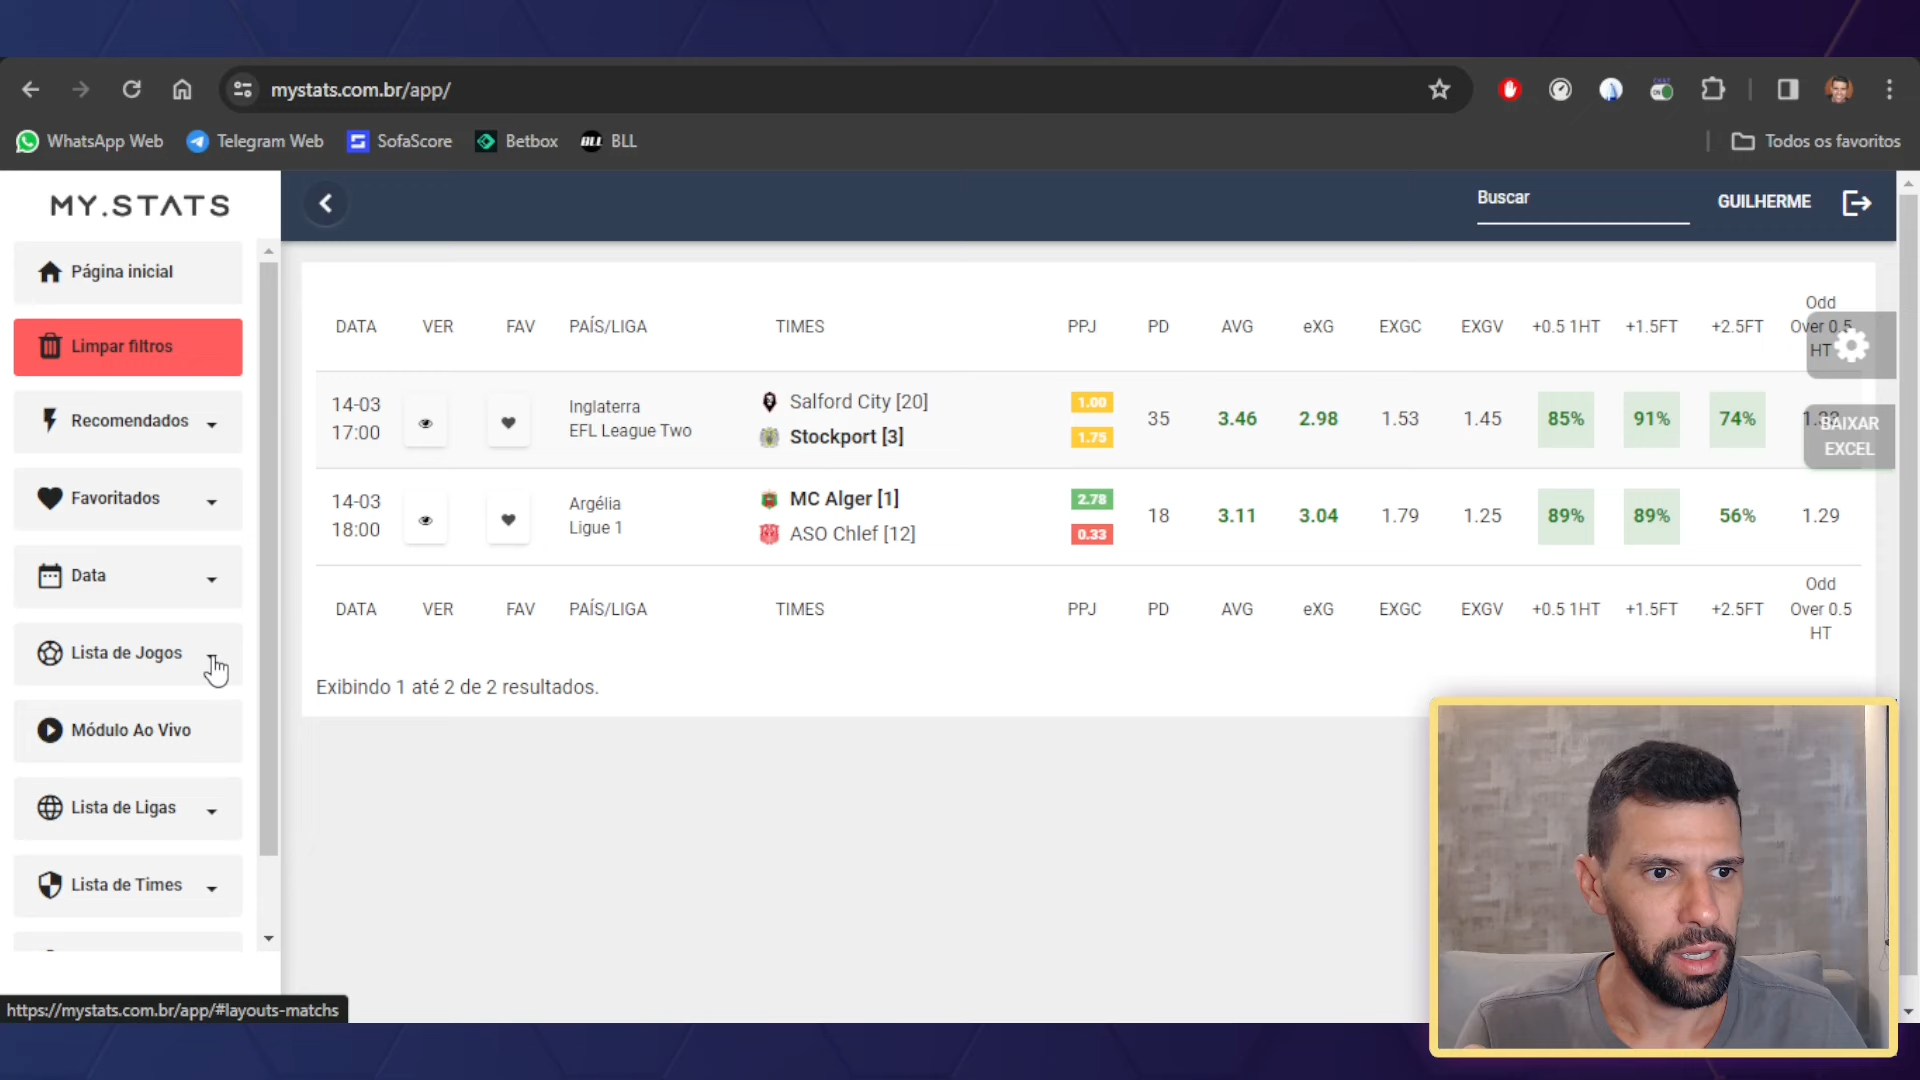 mystats.com.br/app/
WhatsApp Web
Telegram Web
SofaScore
Betbox
BLL BLL
Todos os favoritos
MY.STATS
Buscar
GUILHERME
Página inicial
Limpar filtros
Recomendados
Favoritados
Data
Lista de Jogos
Módulo Ao Vivo
Lista de Ligas
Lista de Times
DATA VER FAV PAÍS/LIGA TIMES PPJ PD AVG eXG EXGC EXGV +0.5 1HT +1.5FT +2.5FT Odd Over 0.5 HT
14-03 17:00
Inglaterra
EFL League Two
Salford City [20]
Stockport [3]
1.00
1.75
35 3.46 2.98 1.53 1.45 85% 91% 74%
BAIXAR
EXCEL
14-03 18:00
Argélia
Ligue 1
MC Alger [1]
ASO Chlef [12]
2.78
0.33
18 3.11 3.04 1.79 1.25 89% 89% 56% 1.29
DATA VER FAV PAÍS/LIGA TIMES PPJ PD AVG eXG EXGC EXGV +0.5 1HT +1.5FT +2.5FT Odd Over 0.5 HT
Exibindo 1 até 2 de 2 resultados.
https://mystats.com.br/app/#layouts-matchs